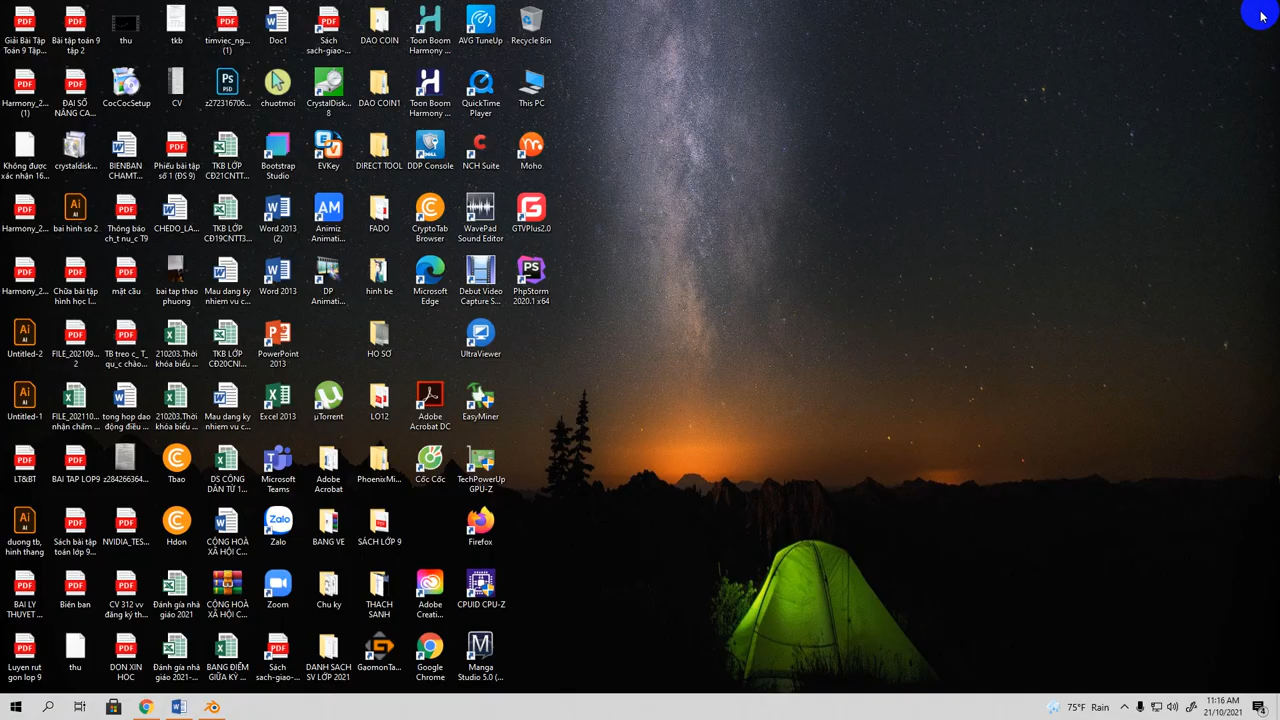 Giải Bài Tập
Toán 9 Tập...
Bài tập toán 9
tập 2
thu
tkb
timviec_ng...
(1)
Doc1
Sách
sach-giao-...
DAO COIN
Toon Boom
Harmony ...
AVG TuneUp
Recycle Bin
Harmony_2...
(1)
ĐẠI SỐ
NÂNG CA...
CocCocSetup
CV
z272316706...
chuotmoi
CrystalDisk...
8
DAO COIN1
Toon Boom
Harmony ...
QuickTime
Player
This PC
Không được
xác nhận 16...
crystaldisk...
BIENBAN
CHAMT...
Phiếu bài tập
số 1 (ĐS 9)
TKB LỚP
CĐ21CNTT...
Bootstrap
Studio
EVKey
DIRECT TOOL
DDP Console
NCH Suite
Moho
Harmony_2...
bai hinh so 2
Thông báo
ch_t nu_c T9
CHEDO_LA...
TKB LỚP
CĐ19CNTT3...
Word 2013
(2)
Animiz
Animati...
FADO
CryptoTab
Browser
WavePad
Sound Editor
GTVPlus2.0
Harmony_2...
Chữa bài tập
hình học l...
mặt cầu
bai tap thao
phuong
Mau dang ky
nhiem vu c...
Word 2013
DP
Animati...
hinh be
Microsoft
Edge
Debut Video
Capture S...
PhpStorm
2020.1 x64
Untitled-2
FILE_202109...
2
TB treo c_ T_
qu_c chào...
210203.Thời
khóa biểu ...
TKB LỚP
CĐ20CNI...
PowerPoint
2013
HO SƠ
UltraViewer
Untitled-1
FILE_202110...
nhận chấm ...
tong hop dao
động điều ...
210203.Thời
khóa biểu ...
Mau dang ky
nhiem vu c...
Excel 2013
µTorrent
LO12
Adobe
Acrobat DC
EasyMiner
LT&BT
BAI TAP LOP9
z284266364...
Tbao
DS CÔNG
DÂN TỪ 1...
Microsoft
Teams
Adobe
Acrobat
PhoenixMi...
Cốc Cốc
TechPowerUp
GPU-Z
duong tb,
hinh thang
Sách bài tập
toán lớp 9...
NVIDIA_TES...
Hdon
CỘNG HOÀ
XÃ HỘI C...
Zalo
BANG VE
SÁCH LỚP 9
Firefox
BAI LY
THUYET ...
Biên ban
CV 312 vv
đăng ký th...
Đánh gía nhà
giáo 2021
CỘNG HOÀ
XÃ HỘI C...
Zoom
Chu ky
THACH
SANH
Adobe
Creati...
CPUID CPU-Z
Luyen rut
gon lop 9
thu
DON XIN
HOC
Đánh gía nhà
giáo 2021-...
BANG ĐIỂM
GIỮA KỲ ...
Sách
sach-giao-...
DANH SACH
SV LỚP 2021
GaomonTa...
Google
Chrome
Manga
Studio 5.0 (...
75°F Rain
11:16 AM
21/10/2021
4